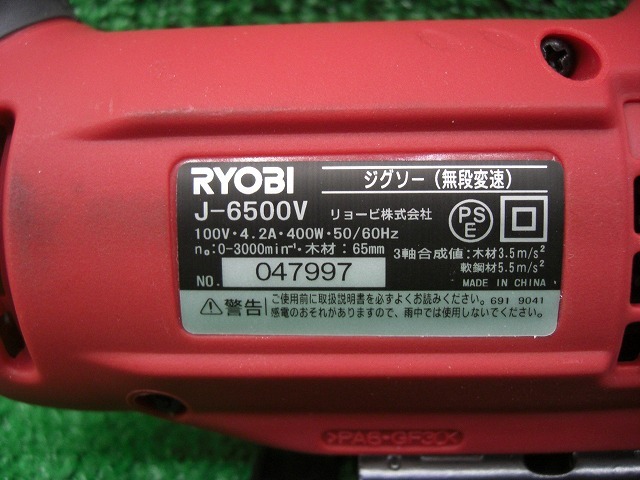 RYOBI ジグソー(無段変速)
J-6500V リョービ株式会社
PS
E
100V・4.2A・400W・50/60Hz
n₀:0-3000min⁻¹・木材:65mm
3軸合成値:木材3.5m/s²
軟鋼材5.5m/s²
NO. 047997
MADE IN CHINA
警告
ご使用前に取扱説明書を必ずよくお読みください。691 9041
感電のおそれがありますので、雨中では使用しないでください。
>PA6-GF30<